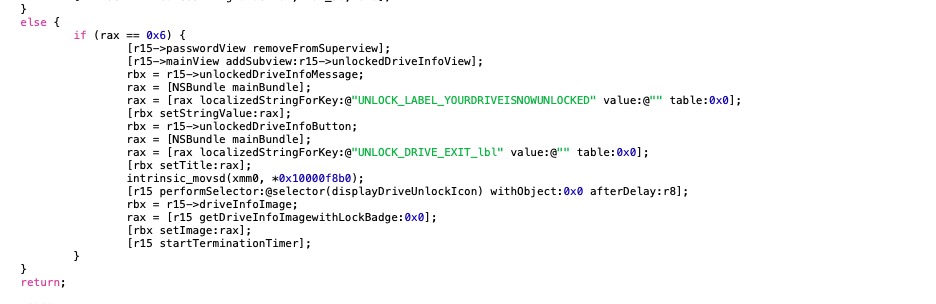 }
else {
if (rax == 0x6) {
[r15->passwordView removeFromSuperview];
[r15->mainView addSubview:r15->unlockedDriveInfoView];
rbx = r15->unlockedDriveInfoMessage;
rax = [NSBundle mainBundle];
rax = [rax localizedStringForKey:@"UNLOCK_LABEL_YOURDRIVEISNOWUNLOCKED" value:@"" table:0x0];
[rbx setStringValue:rax];
rbx = r15->unlockedDriveInfoButton;
rax = [NSBundle mainBundle];
rax = [rax localizedStringForKey:@"UNLOCK_DRIVE_EXIT_lbl" value:@"" table:0x0];
[rbx setTitle:rax];
intrinsic_movsd(xmm0, *0x10000f8b0);
[r15 performSelector:@selector(displayDriveUnlockIcon) withObject:0x0 afterDelay:r8];
rbx = r15->driveInfoImage;
rax = [r15 getDriveInfoImagewithLockBadge:0x0];
[rbx setImage:rax];
[r15 startTerminationTimer];
}
}
return;